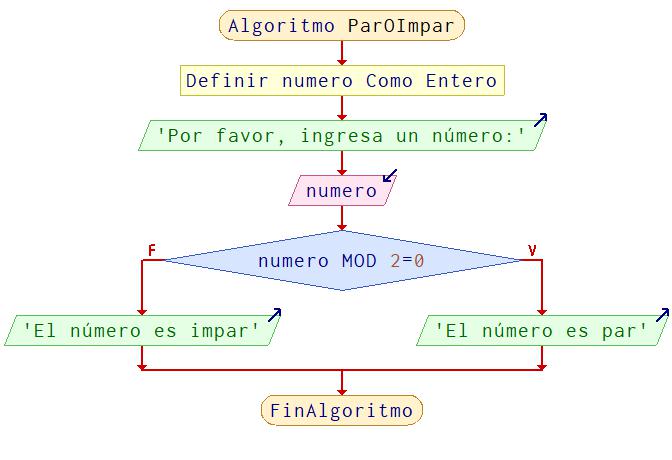 Algoritmo ParOImpar
Definir numero Como Entero
'Por favor, ingresa un número:'
numero
F
V
numero MOD 2=0
'El número es impar'
'El número es par'
FinAlgoritmo